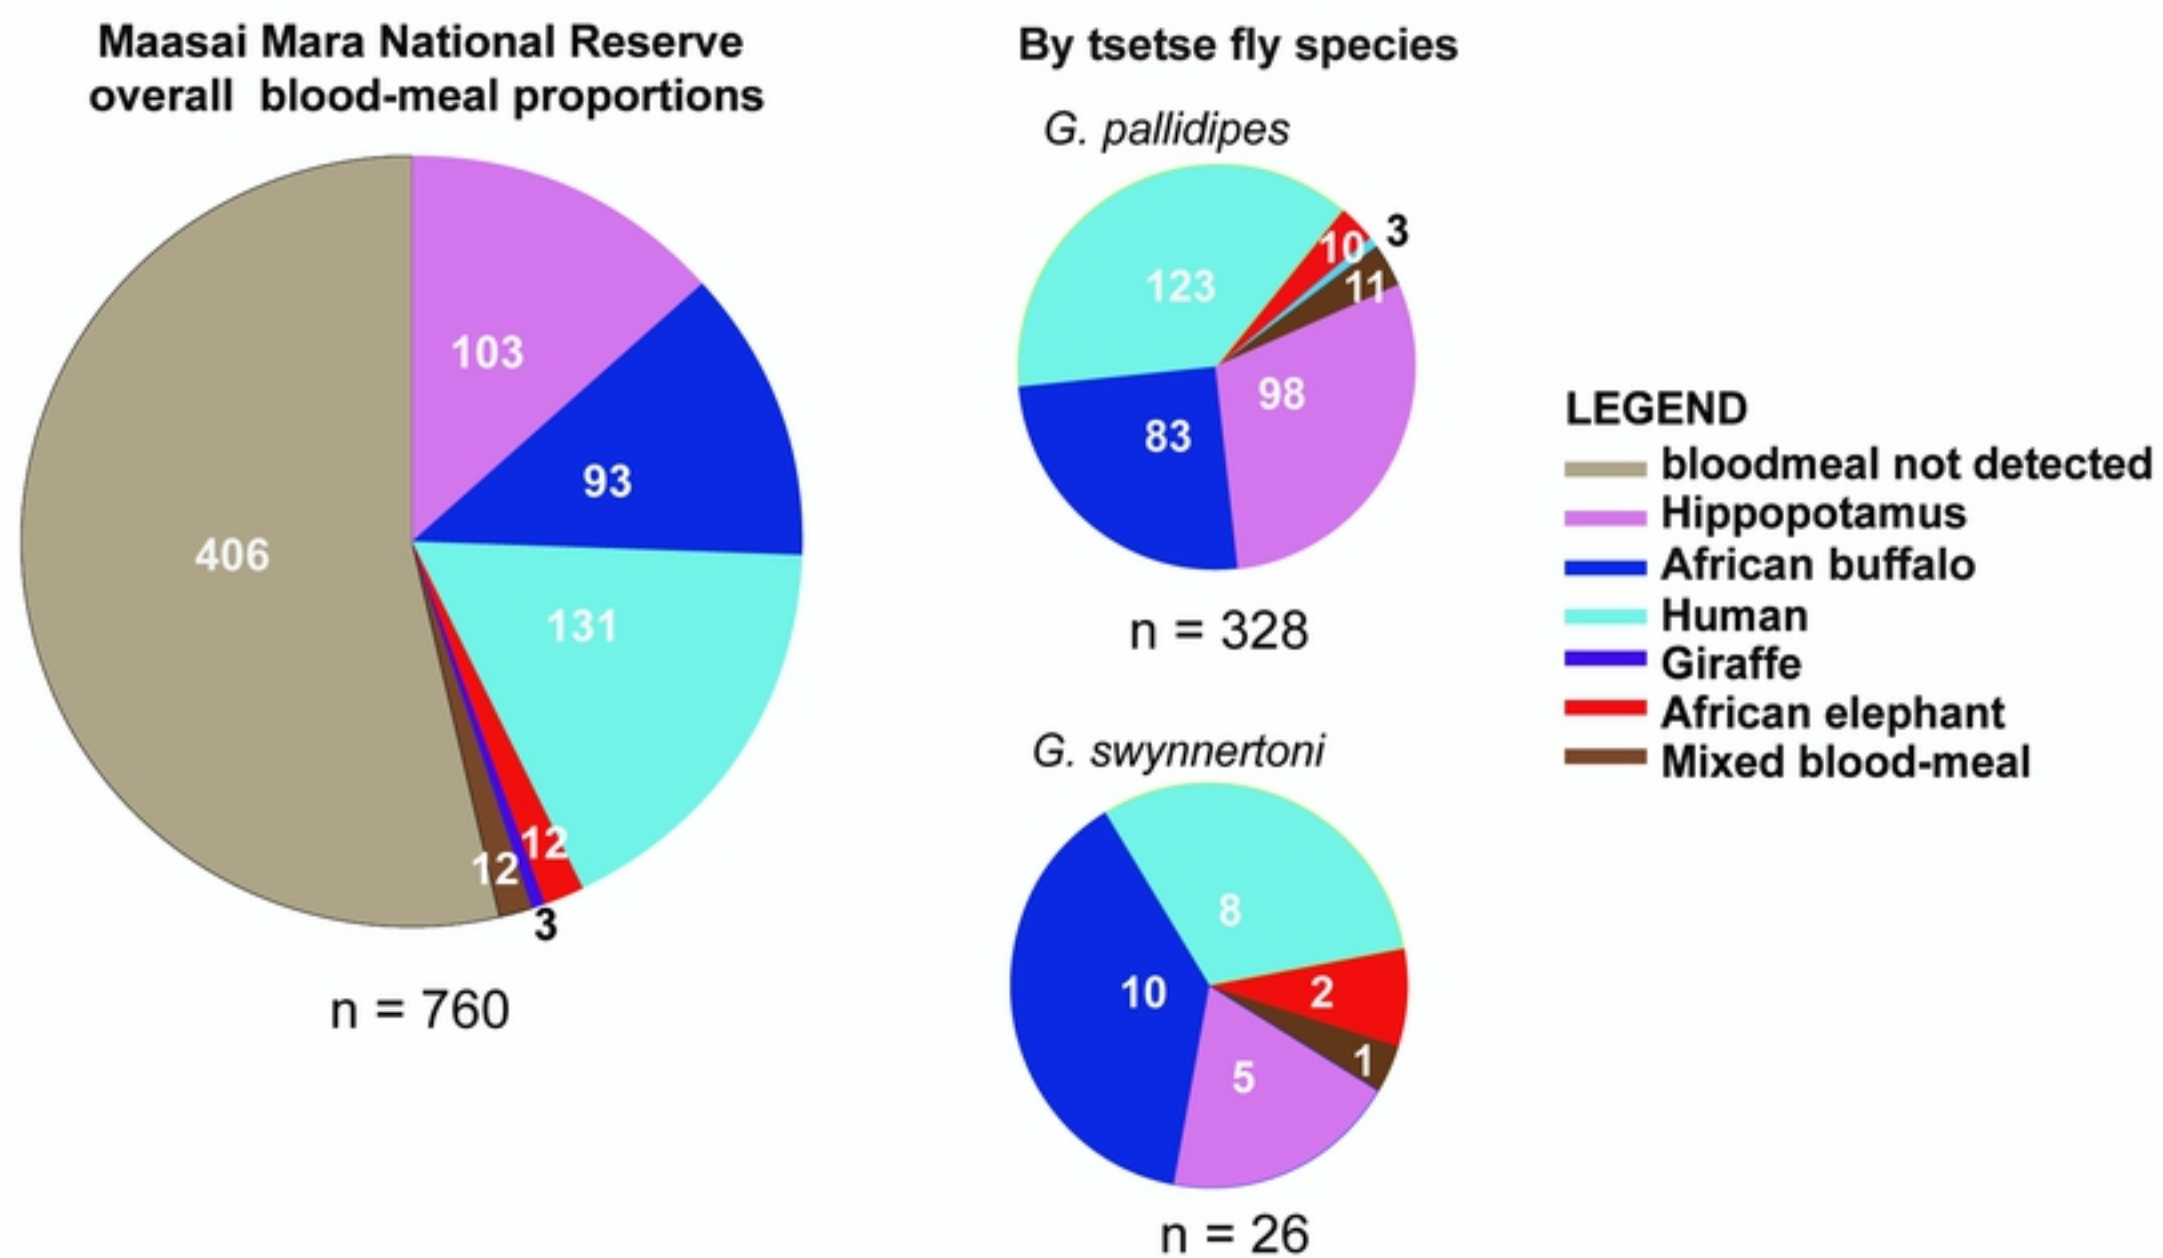 Maasai Mara National Reserve
overall blood-meal proportions
103
93
406
131
12
12
3
n = 760
By tsetse fly species
G. pallidipes
123
10
3
11
98
83
n = 328
G. swynnertoni
8
10
2
1
5
n = 26
LEGEND
bloodmeal not detected
Hippopotamus
African buffalo
Human
Giraffe
African elephant
Mixed blood-meal